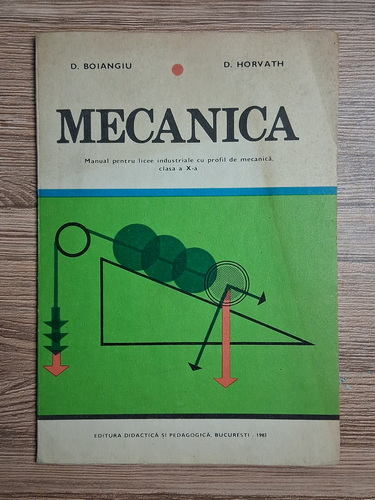 D. BOIANGIU
D. HORVATH
MECANICA
Manual pentru licee industriale cu profil de mecanică,
clasa a X-a
EDITURA DIDACTICĂ ȘI PEDAGOGICĂ, BUCUREȘTI - 1982